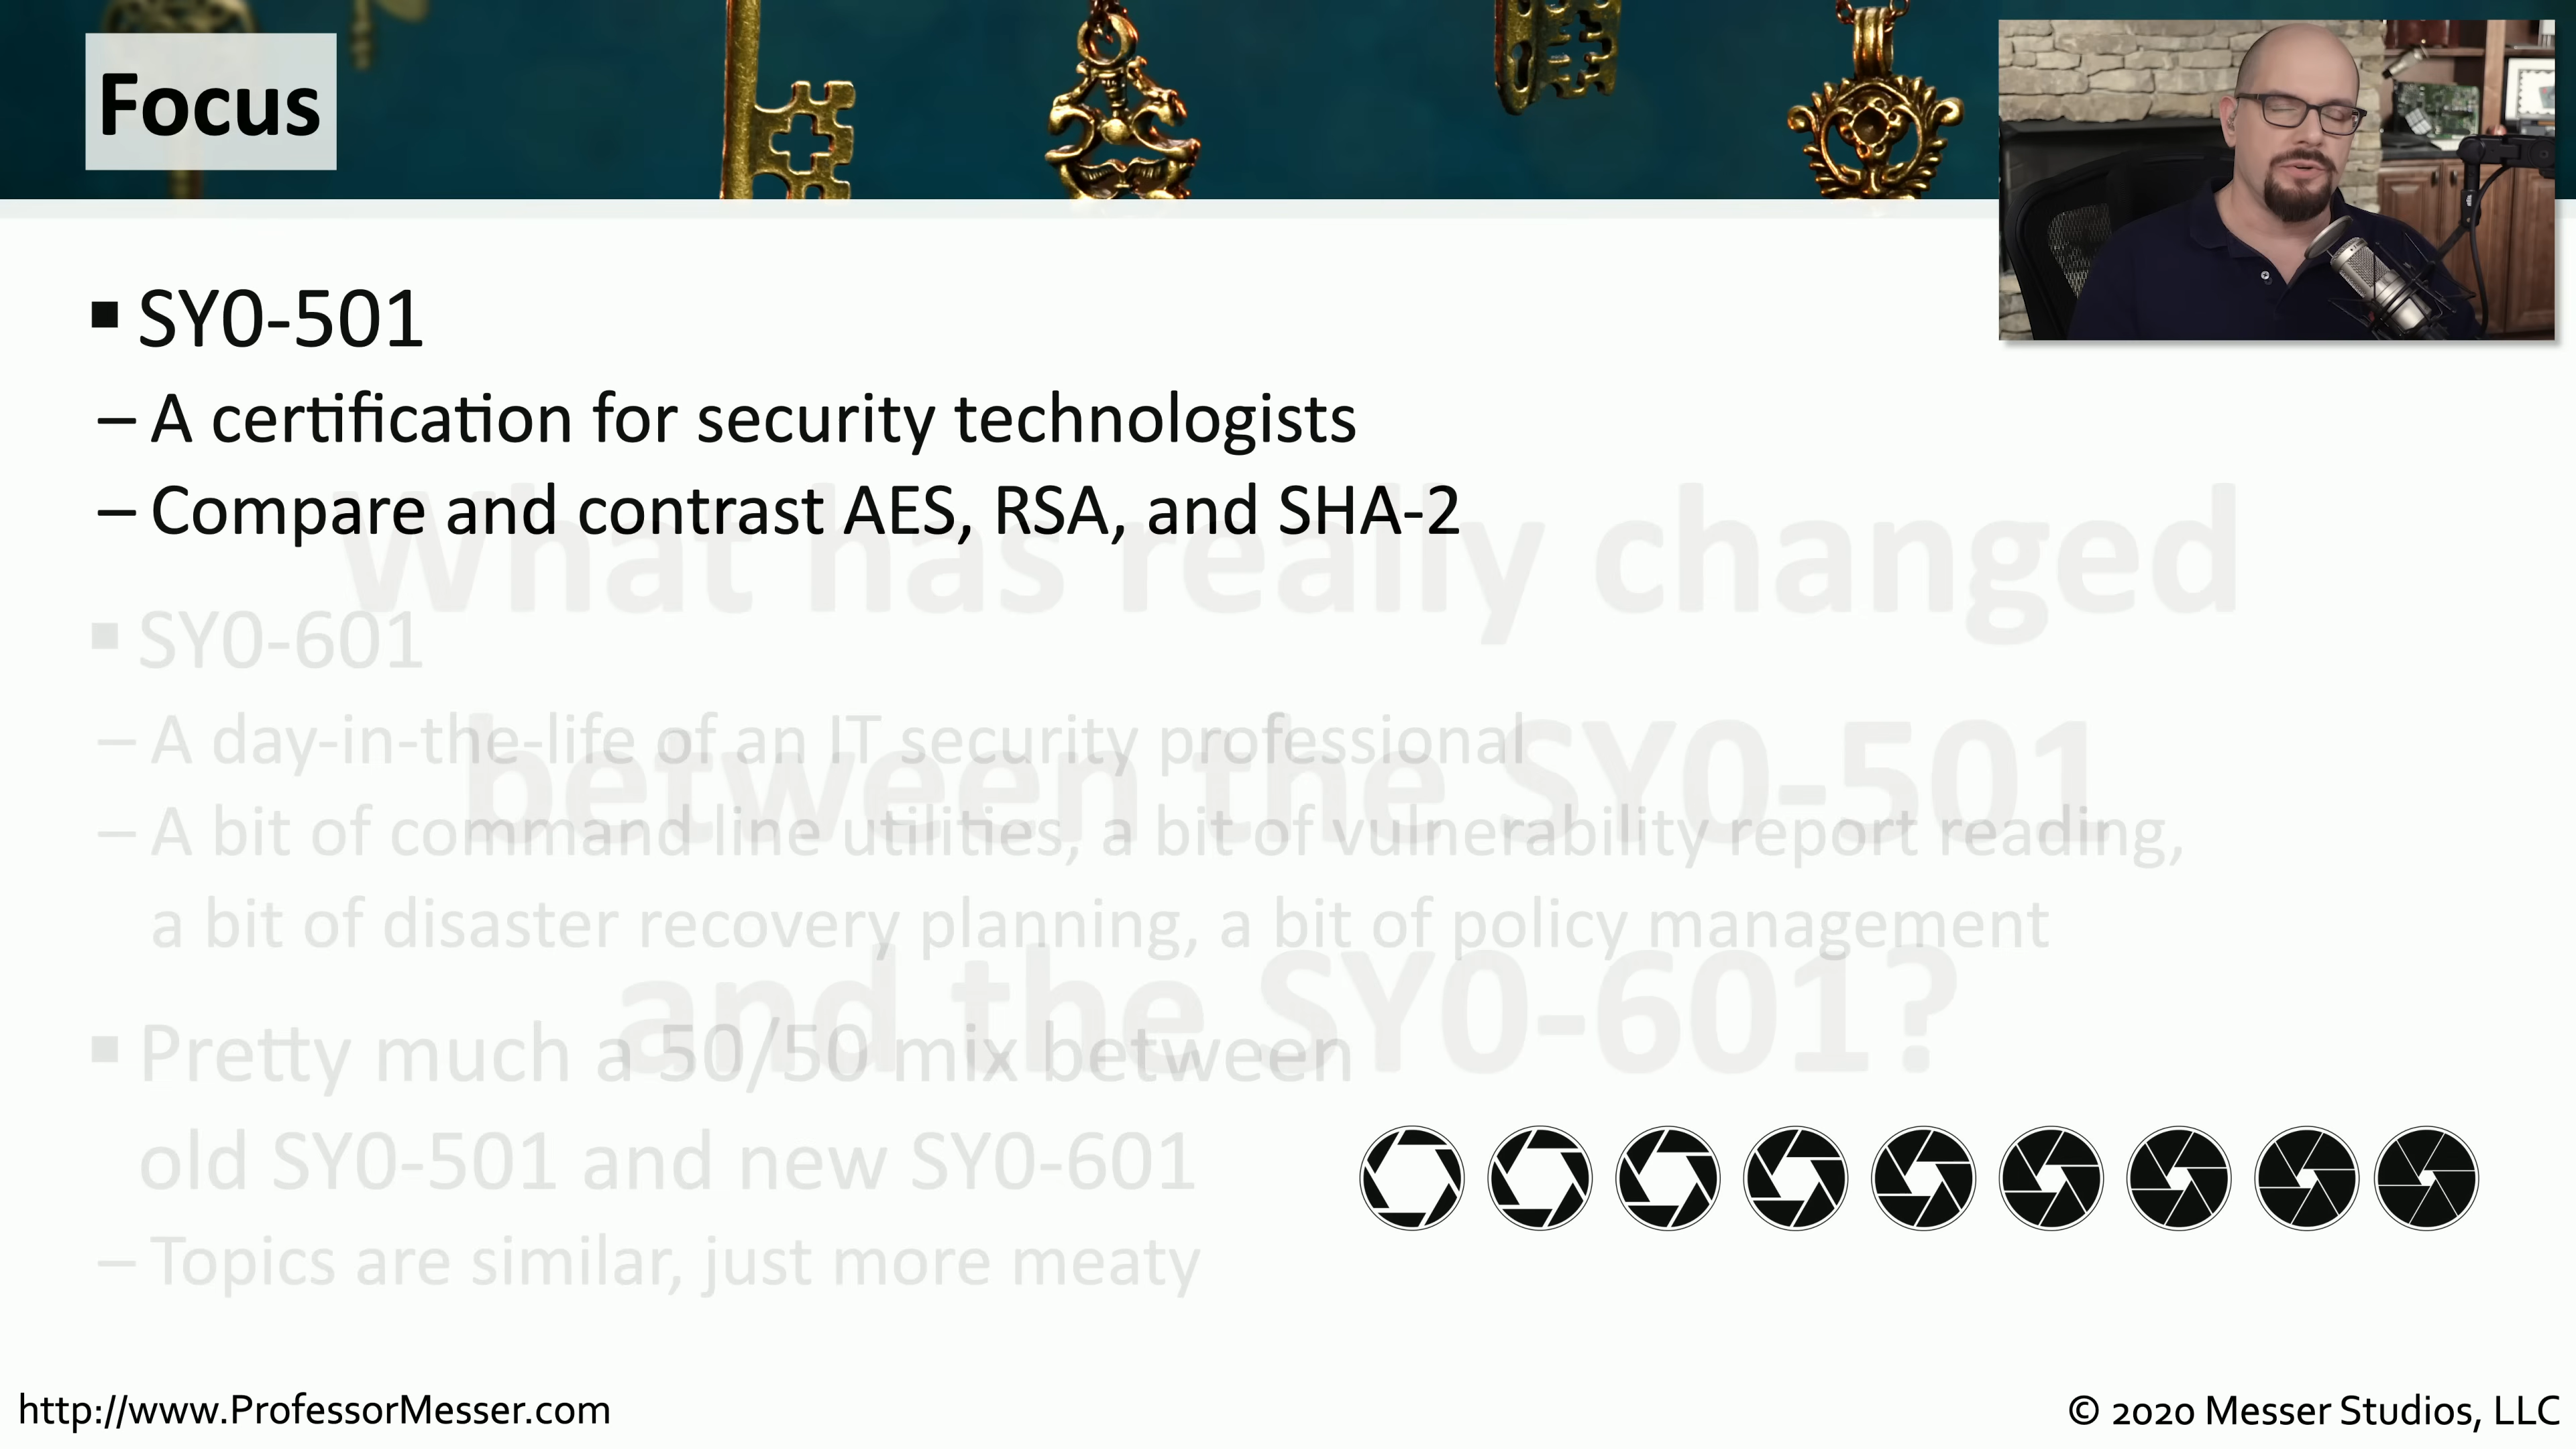 Focus
▪ SY0-501
– A certification for security technologists
– Compare and contrast AES, RSA, and SHA-2
What has really changed
▪ SY0-601
– A day-in-the-life of an IT security professional
between the SY0-501
– A bit of command line utilities, a bit of vulnerability report reading,
a bit of disaster recovery planning, a bit of policy management
and the SY0-601?
▪ Pretty much a 50/50 mix between
old SY0-501 and new SY0-601
– Topics are similar, just more meaty
http://www.ProfessorMesser.com
© 2020 Messer Studios, LLC